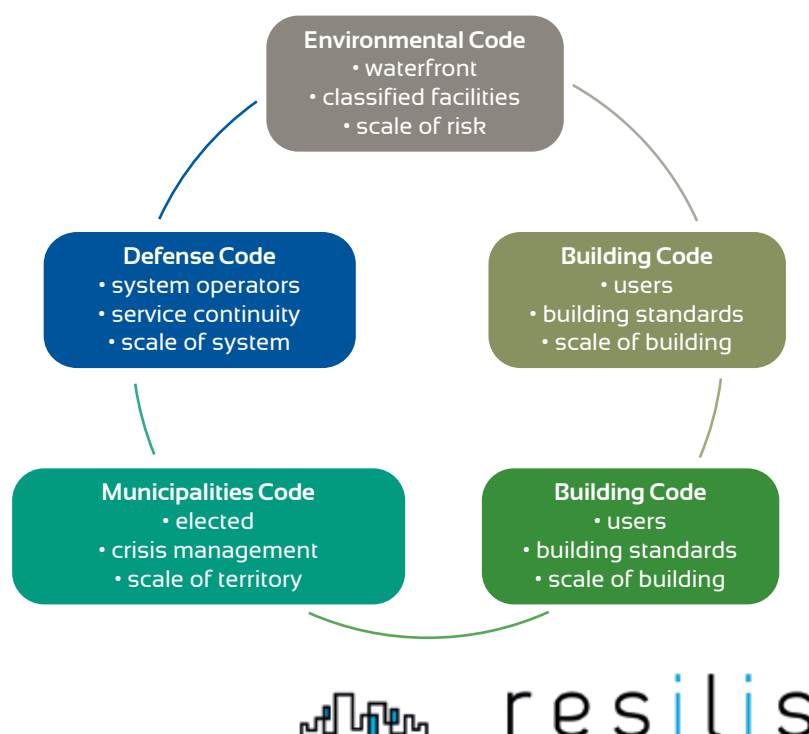 Environmental Code
• waterfront
• classified facilities
• scale of risk
Defense Code
• system operators
• service continuity
• scale of system
Building Code
• users
• building standards
• scale of building
Municipalities Code
• elected
• crisis management
• scale of territory
Building Code
• users
• building standards
• scale of building
resilis